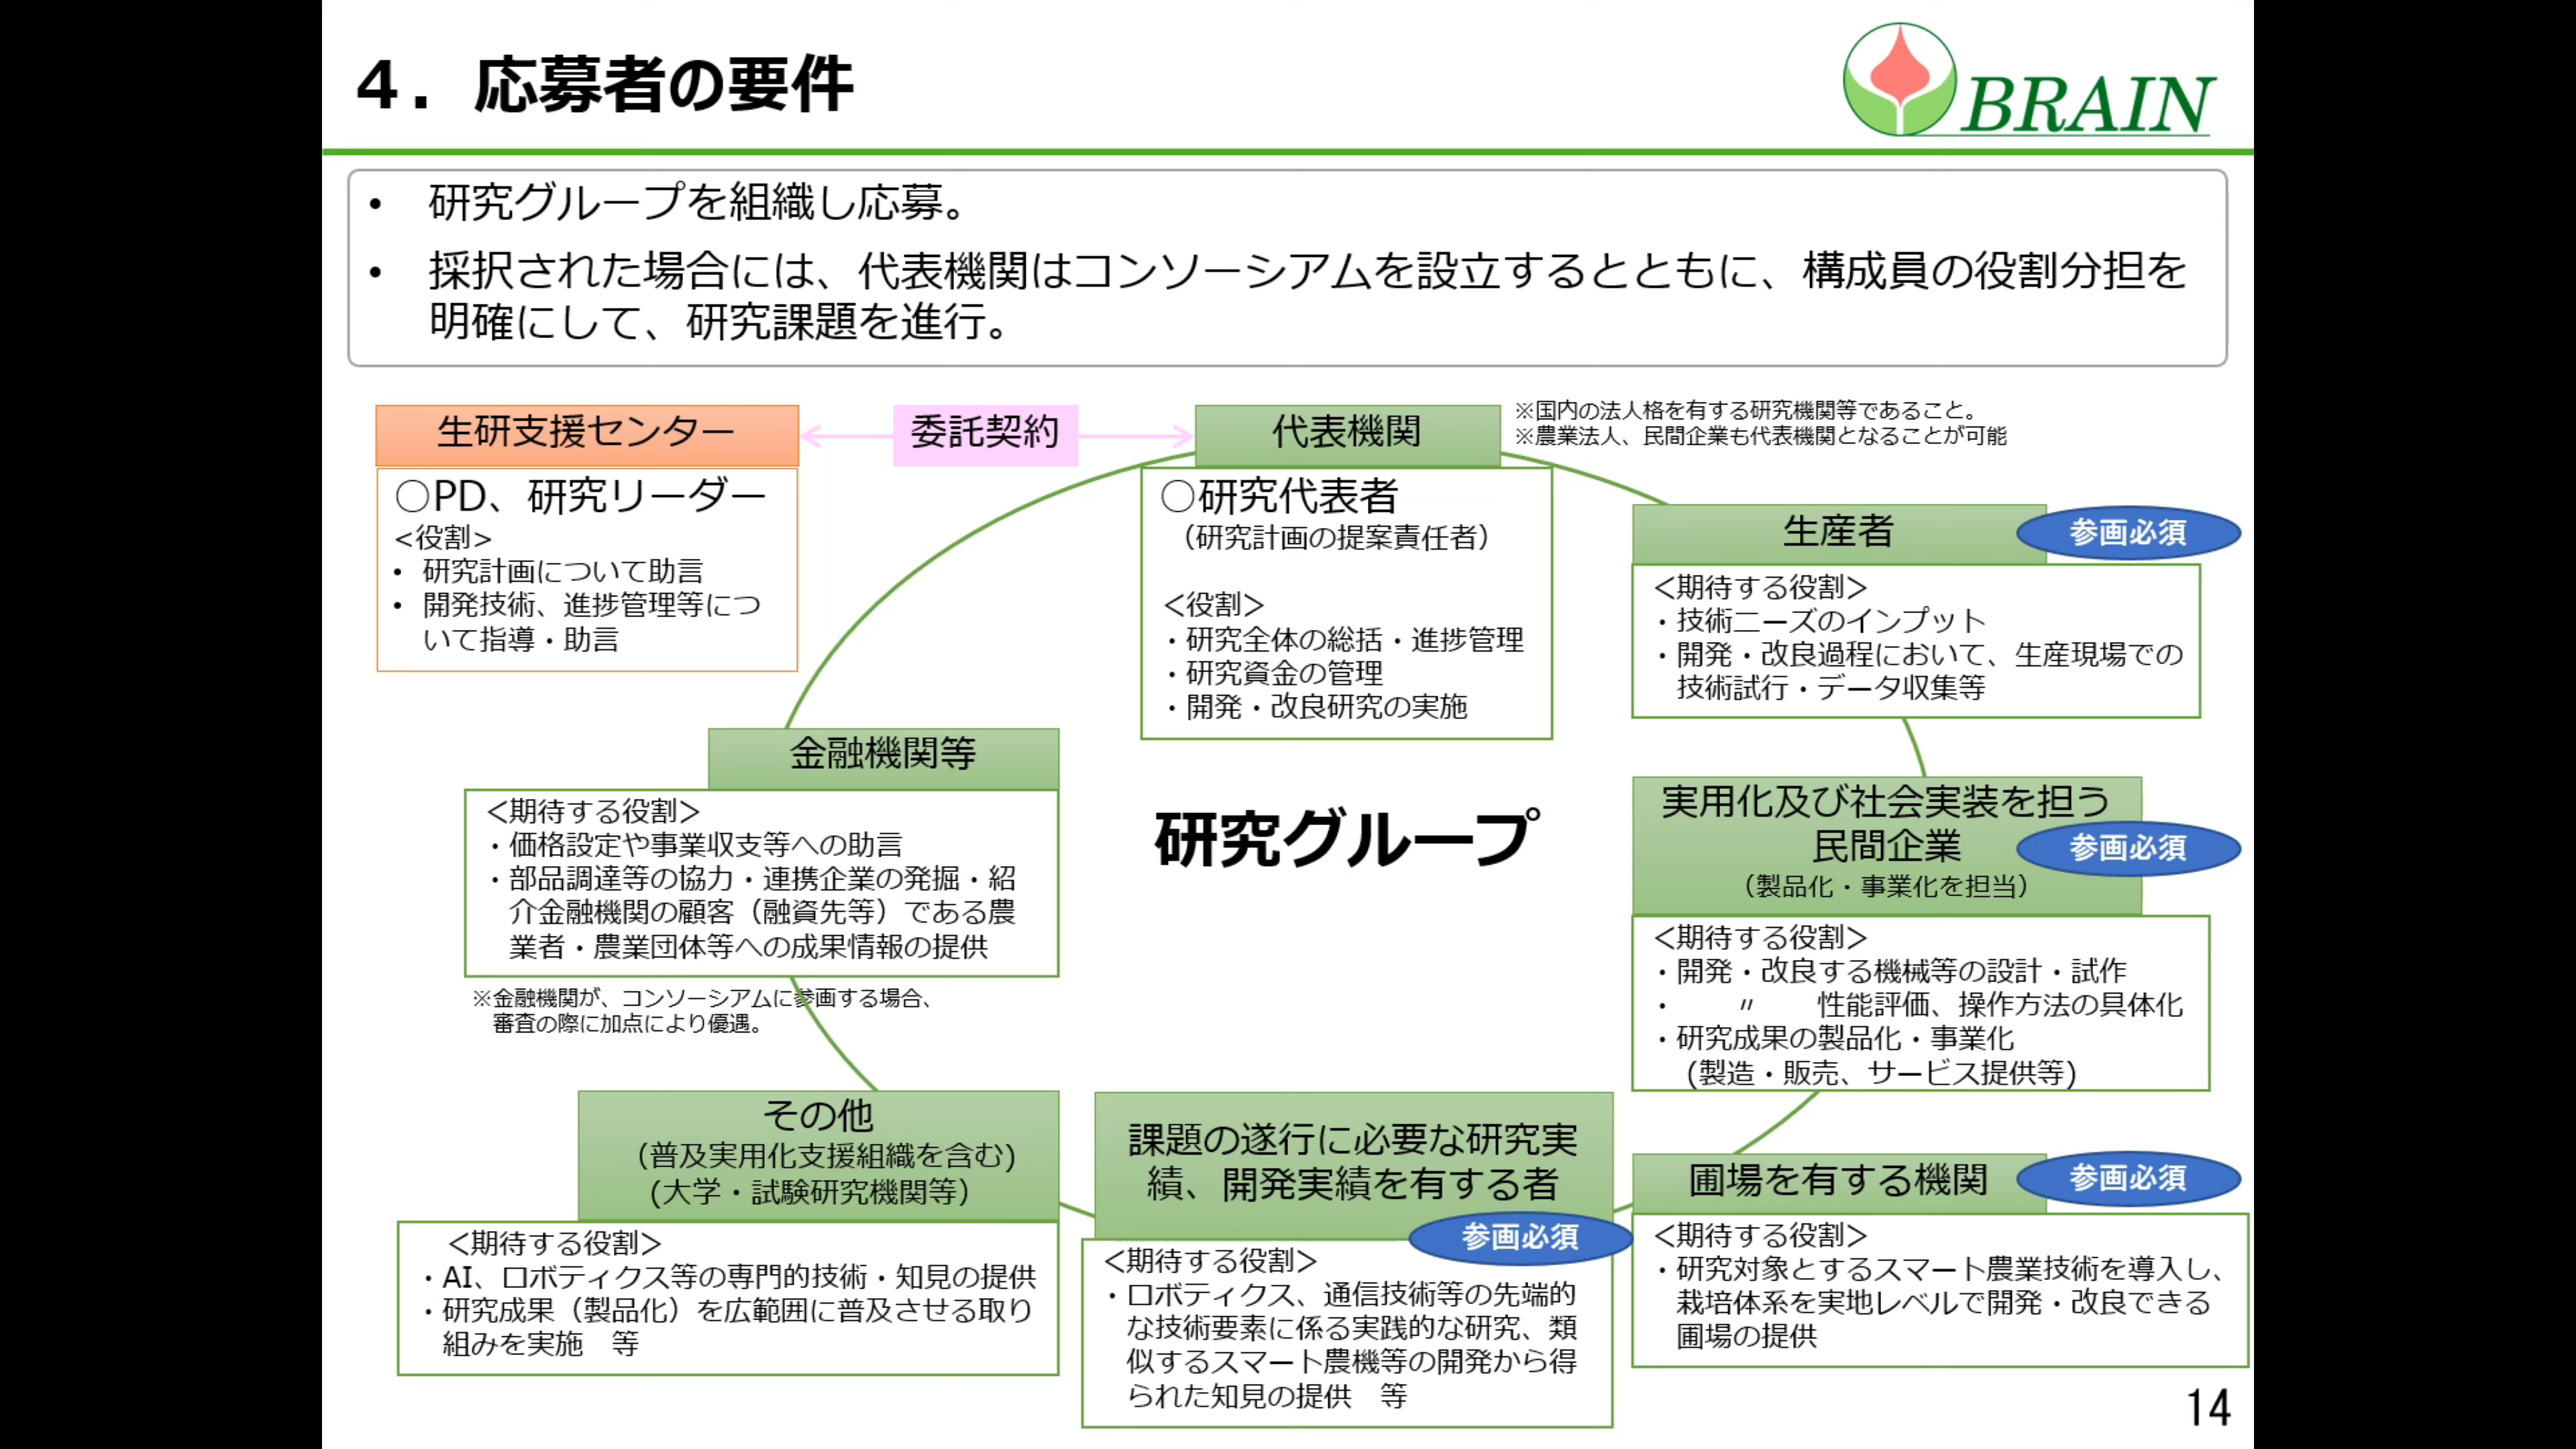 ４．応募者の要件
BRAIN
• 研究グループを組織し応募。
• 採択された場合には、代表機関はコンソーシアムを設立するとともに、構成員の役割分担を
明確にして、研究課題を進行。
生研支援センター
委託契約
代表機関
※国内の法人格を有する研究機関等であること。
※農業法人、民間企業も代表機関となることが可能
○PD、研究リーダー
<役割>
• 研究計画について助言
• 開発技術、進捗管理等につ
いて指導・助言
○研究代表者
（研究計画の提案責任者）
＜役割＞
・研究全体の総括・進捗管理
・研究資金の管理
・開発・改良研究の実施
生産者
参画必須
＜期待する役割＞
・技術ニーズのインプット
・開発・改良過程において、生産現場での
技術試行・データ収集等
金融機関等
＜期待する役割＞
・価格設定や事業収支等への助言
・部品調達等の協力・連携企業の発掘・紹
介金融機関の顧客（融資先等）である農
業者・農業団体等への成果情報の提供
※金融機関が、コンソーシアムに参画する場合、
審査の際に加点により優遇。
研究グループ
実用化及び社会実装を担う
民間企業
（製品化・事業化を担当）
参画必須
＜期待する役割＞
・開発・改良する機械等の設計・試作
・ 〃 性能評価、操作方法の具体化
・研究成果の製品化・事業化
(製造・販売、サービス提供等)
その他
(普及実用化支援組織を含む)
(大学・試験研究機関等）
＜期待する役割＞
・AI、ロボティクス等の専門的技術・知見の提供
・研究成果（製品化）を広範囲に普及させる取り
組みを実施　等
課題の遂行に必要な研究実
績、開発実績を有する者
参画必須
＜期待する役割＞
・ロボティクス、通信技術等の先端的
な技術要素に係る実践的な研究、類
似するスマート農機等の開発から得
られた知見の提供　等
圃場を有する機関
参画必須
＜期待する役割＞
・研究対象とするスマート農業技術を導入し、
栽培体系を実地レベルで開発・改良できる
圃場の提供
14